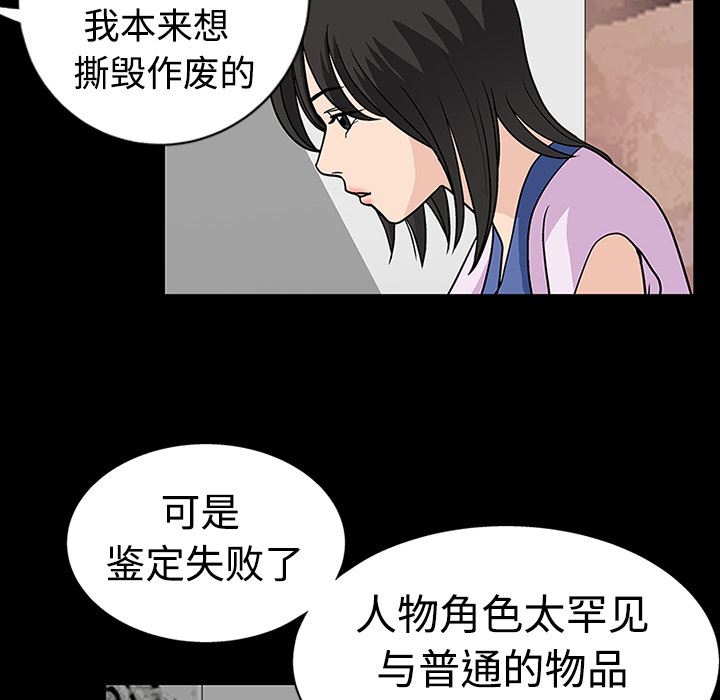 我本来想
撕毁作废的
可是
鉴定失败了
人物角色太罕见
与普通的物品